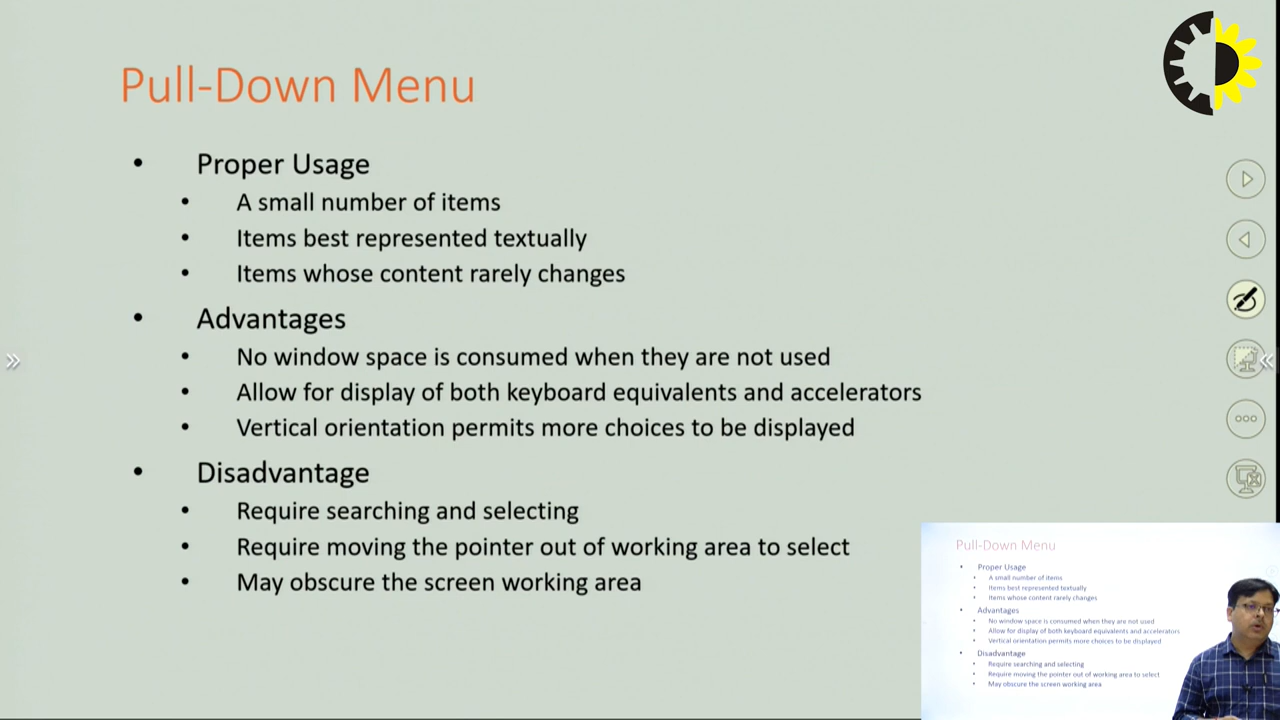 Pull-Down Menu
• Proper Usage
• A small number of items
• Items best represented textually
• Items whose content rarely changes
• Advantages
• No window space is consumed when they are not used
• Allow for display of both keyboard equivalents and accelerators
• Vertical orientation permits more choices to be displayed
• Disadvantage
• Require searching and selecting
• Require moving the pointer out of working area to select
• May obscure the screen working area
Pull-Down Menu
• Proper Usage
• A small number of items
• Items best represented textually
• Items whose content rarely changes
• Advantages
• No window space is consumed when they are not used
• Allow for display of both keyboard equivalents and accelerators
• Vertical orientation permits more choices to be displayed
• Disadvantage
• Require searching and selecting
• Require moving the pointer out of working area to select
• May obscure the screen working area